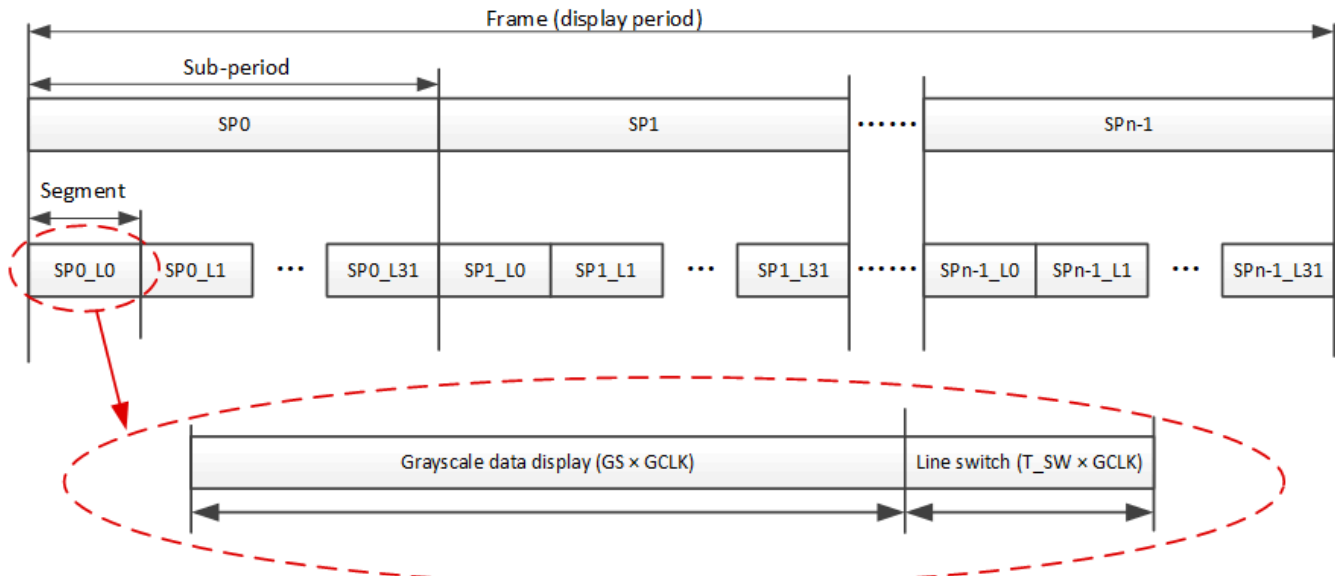 Frame (display period)
Sub-period
SP0 SP1 ...... SPn-1
Segment
SP0_L0 SP0_L1 ... SP0_L31 SP1_L0 SP1_L1 ... SP1_L31 ...... SPn-1_L0 SPn-1_L1 ... SPn-1_L31
Grayscale data display (GS × GCLK) Line switch (T_SW × GCLK)